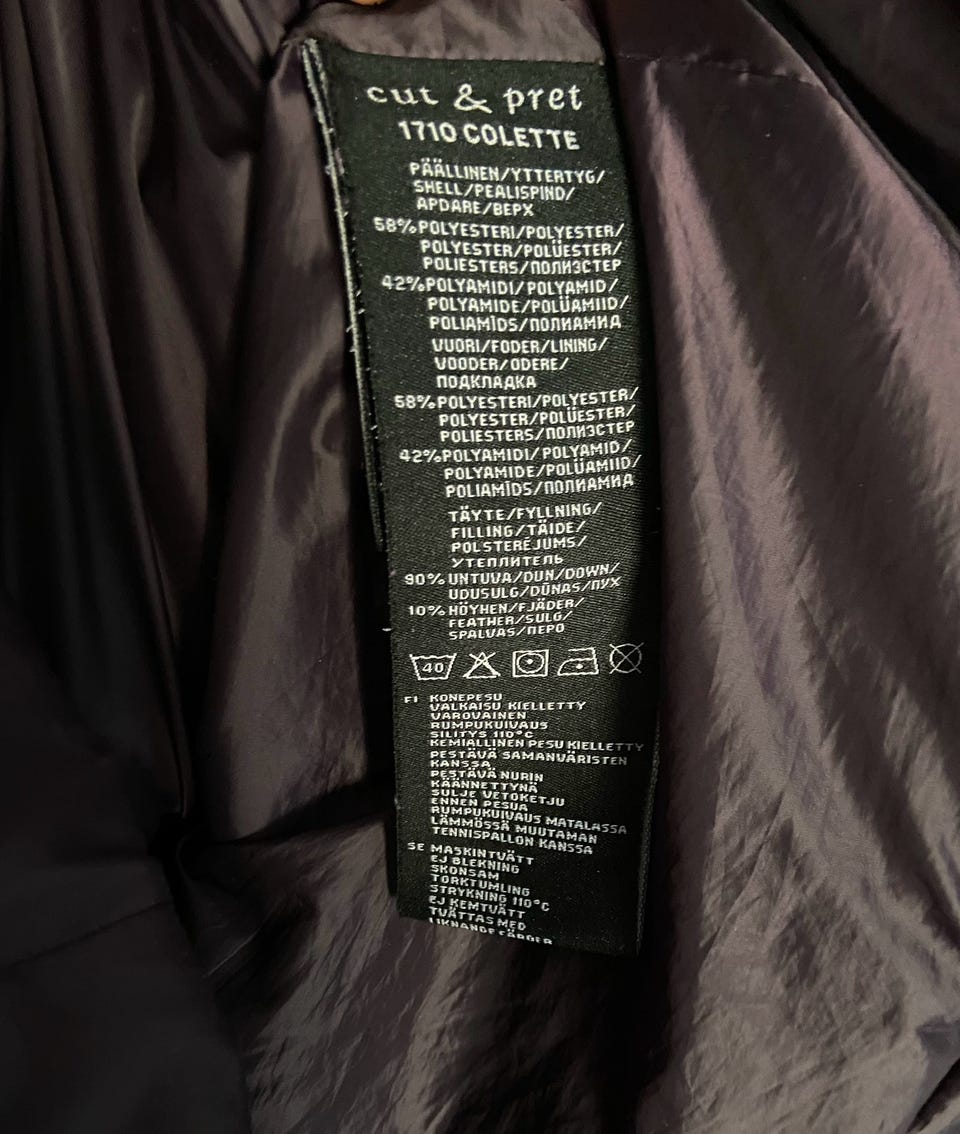 cut & pret
1710 COLETTE
PÄÄLLINEN/YTTERTYG/
SHELL/PEALISPIND/
APDARE/ВЕРХ
58% POLYESTERI/POLYESTER/
POLYESTER/POLÜESTER/
POLIESTERS/ПОЛИЭСТЕР
42% POLYAMIDI/POLYAMID/
POLYAMIDE/POLÜAMIID/
POLIAMĪDS/ПОЛИАМИД
VUORI/FODER/LINING/
VOODER/ODERE/
ПОДКЛАДКА
58% POLYESTERI/POLYESTER/
POLYESTER/POLÜESTER/
POLIESTERS/ПОЛИЭСТЕР
42% POLYAMIDI/POLYAMID/
POLYAMIDE/POLÜAMIID/
POLIAMĪDS/ПОЛИАМИД
TÄYTE/FYLLNING/
FILLING/TÄIDE/
POLSTERĒJUMS/
УТЕПЛИТЕЛЬ
90% UNTUVA/DUN/DOWN/
UDUSULG/DŪNAS/ПУХ
10% HÖYHEN/FJÄDER/
FEATHER/SULG/
SPALVAS/ПЕРО
40
FI KONEPESU
VALKAISU KIELLETTY
VAROVAINEN
RUMPUKUIVAUS
SILITYS 110°C
KEMIALLINEN PESU KIELLETTY
PESTÄVÄ SAMANVÄRISTEN
KANSSA
PESTÄVÄ NURIN
KÄÄNNETTYNÄ
SULJE VETOKETJU
ENNEN PESUA
RUMPUKUIVAUS MATALASSA
LÄMMÖSSÄ MUUTAMAN
TENNISPALLON KANSSA
SE MASKINTVÄTT
EJ BLEKNING
SKONSAM
TORKTUMLING
STRYKNING 110°C
EJ KEMTVÄTT
TVÄTTAS MED
LIKNANDE FÄRGER